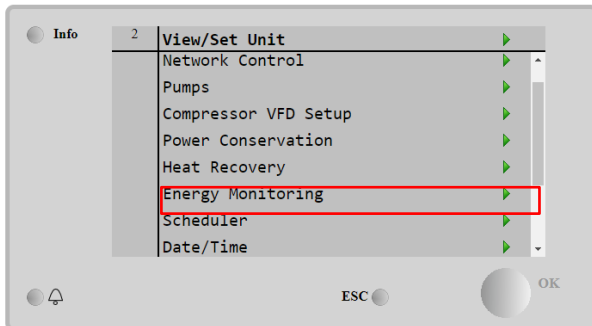 Info
2 View/Set Unit
Network Control
Pumps
Compressor VFD Setup
Power Conservation
Heat Recovery
Energy Monitoring
Scheduler
Date/Time
ESC
OK